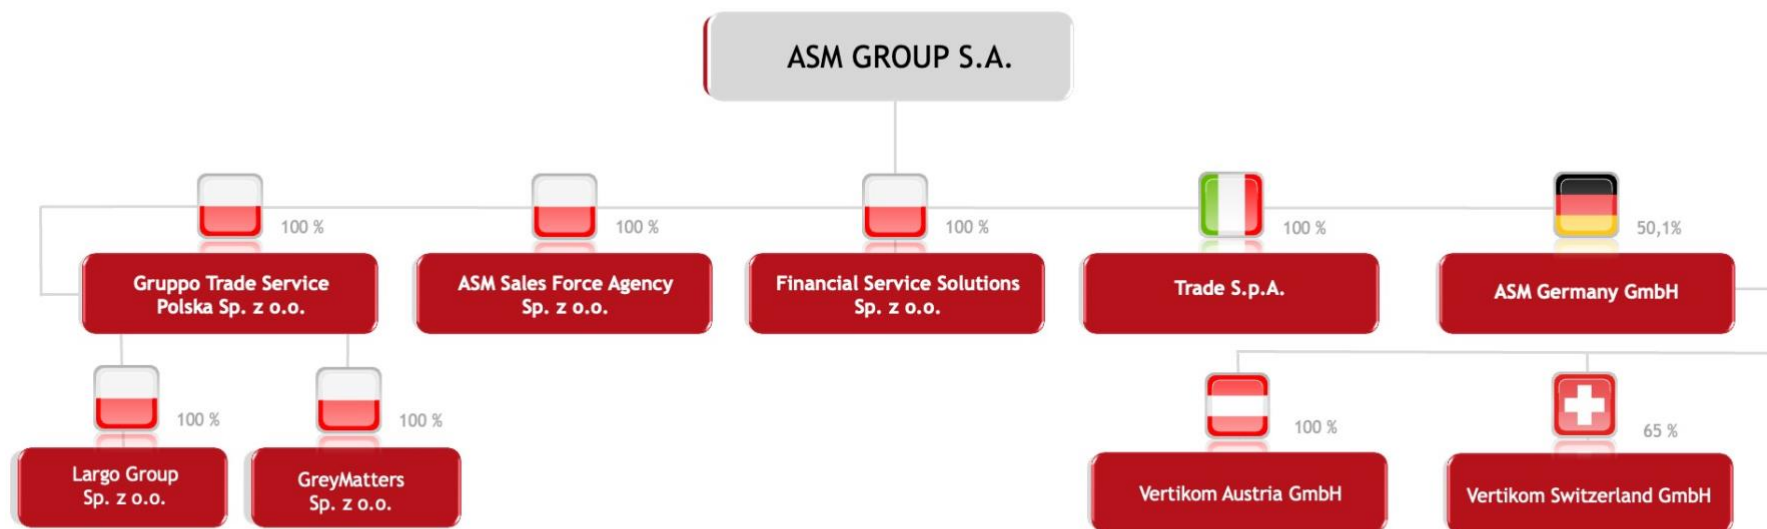 ASM GROUP S.A.
100 %
100 %
100 %
100 %
50,1%
Gruppo Trade Service
Polska Sp. z o.o.
ASM Sales Force Agency
Sp. z o.o.
Financial Service Solutions
Sp. z o.o.
Trade S.p.A.
ASM Germany GmbH
100 %
100 %
100 %
65 %
Largo Group
Sp. z o.o.
GreyMatters
Sp. z o.o.
Vertikom Austria GmbH
Vertikom Switzerland GmbH